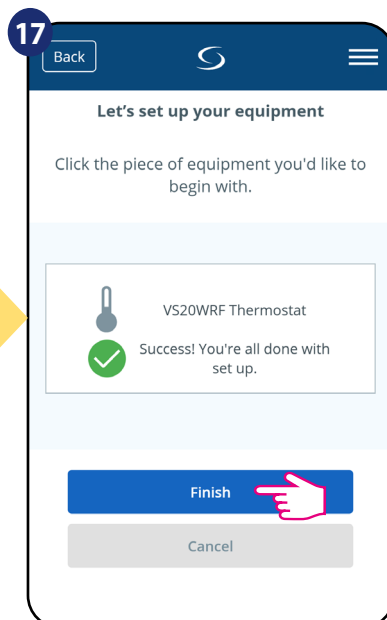 17
Back
Let's set up your equipment
Click the piece of equipment you'd like to
begin with.
VS20WRF Thermostat
Success! You're all done with
set up.
Finish
Cancel